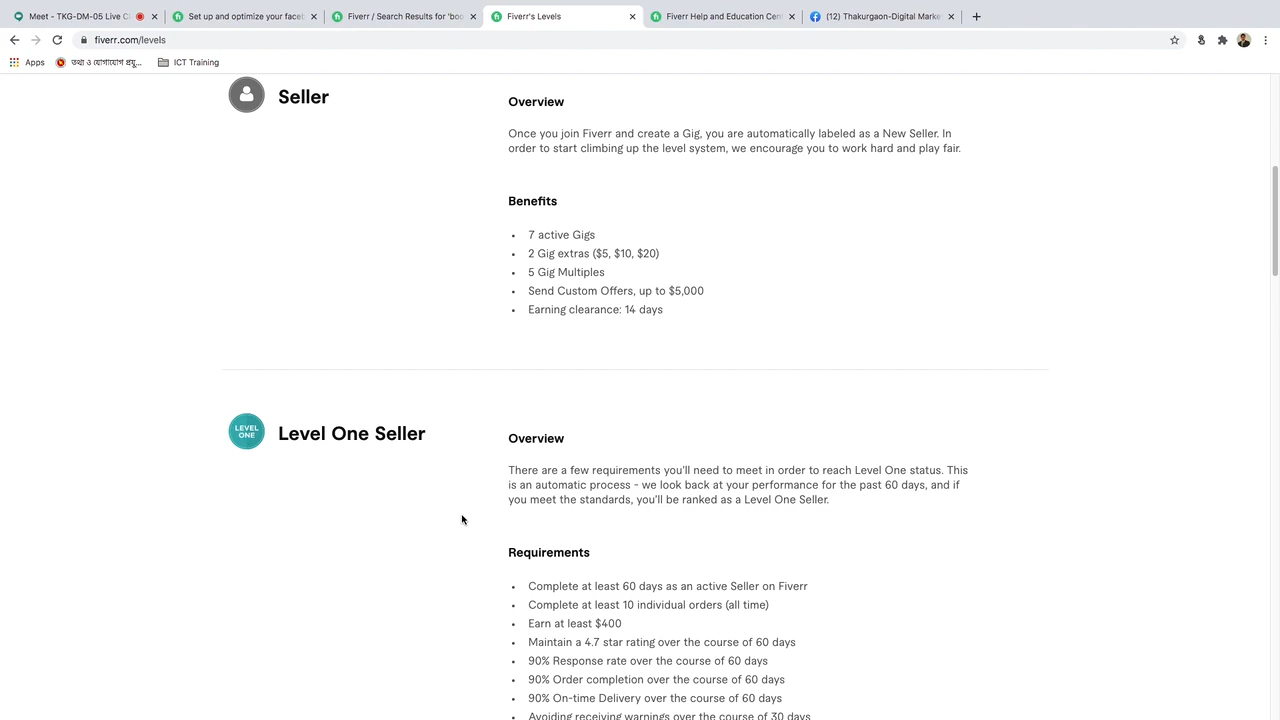 Meet - TKG-DM-05 Live Cl
Set up and optimize your faceb
Fiverr / Search Results for 'boo
Fiverr's Levels
Fiverr Help and Education Cen
(12) Thakurgaon-Digital Marke
fiverr.com/levels
Apps
তথ্য ও যোগাযোগ প্রযু...
ICT Training
Seller
Overview
Once you join Fiverr and create a Gig, you are automatically labeled as a New Seller. In
order to start climbing up the level system, we encourage you to work hard and play fair.
Benefits
• 7 active Gigs
• 2 Gig extras ($5, $10, $20)
• 5 Gig Multiples
• Send Custom Offers, up to $5,000
• Earning clearance: 14 days
LEVEL
ONE
Level One Seller
Overview
There are a few requirements you'll need to meet in order to reach Level One status. This
is an automatic process - we look back at your performance for the past 60 days, and if
you meet the standards, you'll be ranked as a Level One Seller.
Requirements
• Complete at least 60 days as an active Seller on Fiverr
• Complete at least 10 individual orders (all time)
• Earn at least $400
• Maintain a 4.7 star rating over the course of 60 days
• 90% Response rate over the course of 60 days
• 90% Order completion over the course of 60 days
• 90% On-time Delivery over the course of 60 days
• Avoiding receiving warnings over the course of 30 days